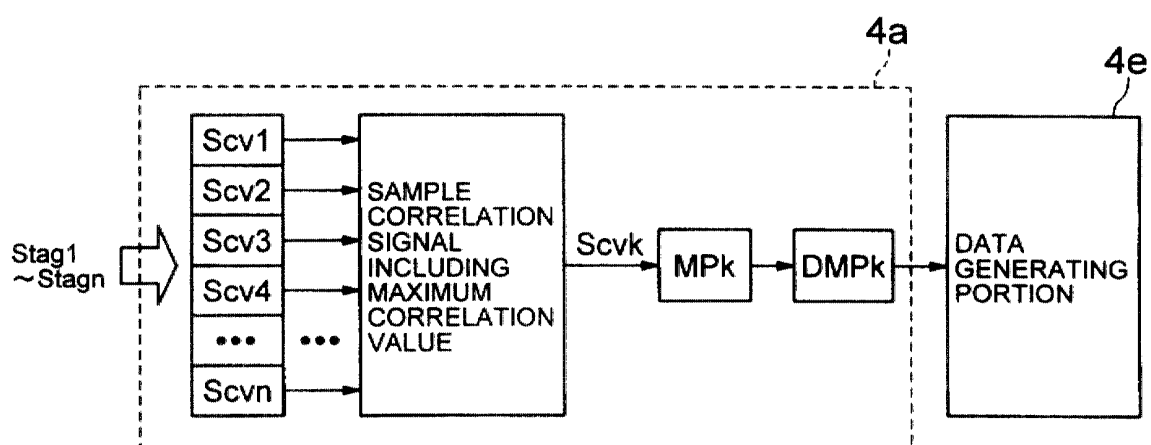 4a
4e
Stag1
~Stagn
Scv1
Scv2
Scv3
Scv4
•••
Scvn
•••
SAMPLE
CORRELATION
SIGNAL
INCLUDING
MAXIMUM
CORRELATION
VALUE
Scvk
MPk
DMPk
DATA
GENERATING
PORTION